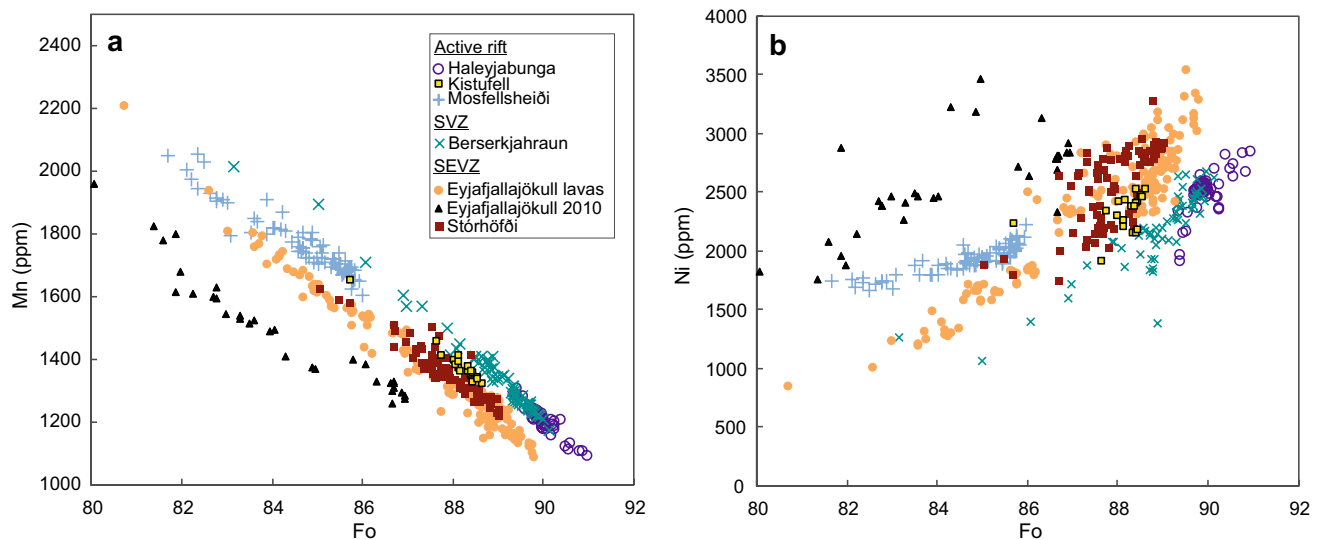 a
2400
2200
2000
1800
1600
1400
1200
1000
Mn (ppm)
80
82
84
86
88
90
92
Fo
Active rift
Haleyjabunga
Kistufell
Mosfellsheiði
SVZ
Berserkjahraun
SEVZ
Eyjafjallajökull lavas
Eyjafjallajökull 2010
Stórhöfði
b
4000
3500
3000
2500
2000
1500
1000
500
0
Ni (ppm)
80
82
84
86
88
90
92
Fo